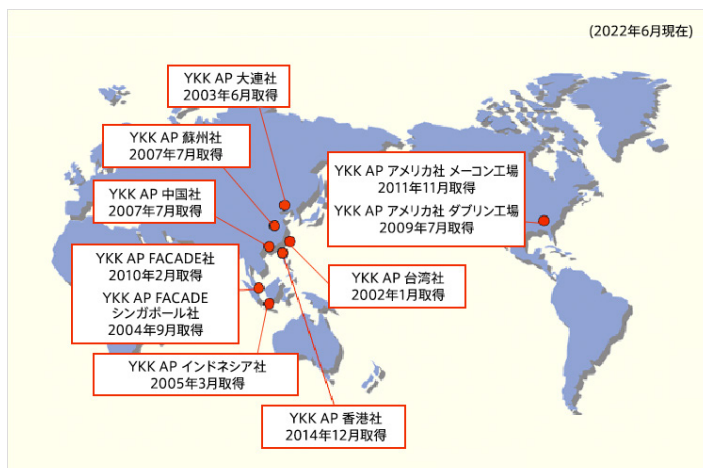 (2022年6月現在)
YKK AP 大連社
2003年6月取得
YKK AP 蘇州社
2007年7月取得
YKK AP アメリカ社 メーコン工場
2011年11月取得
YKK AP アメリカ社 ダブリン工場
2009年7月取得
YKK AP 中国社
2007年7月取得
YKK AP FACADE社
2010年2月取得
YKK AP FACADE
シンガポール社
2004年9月取得
YKK AP 台湾社
2002年1月取得
YKK AP インドネシア社
2005年3月取得
YKK AP 香港社
2014年12月取得